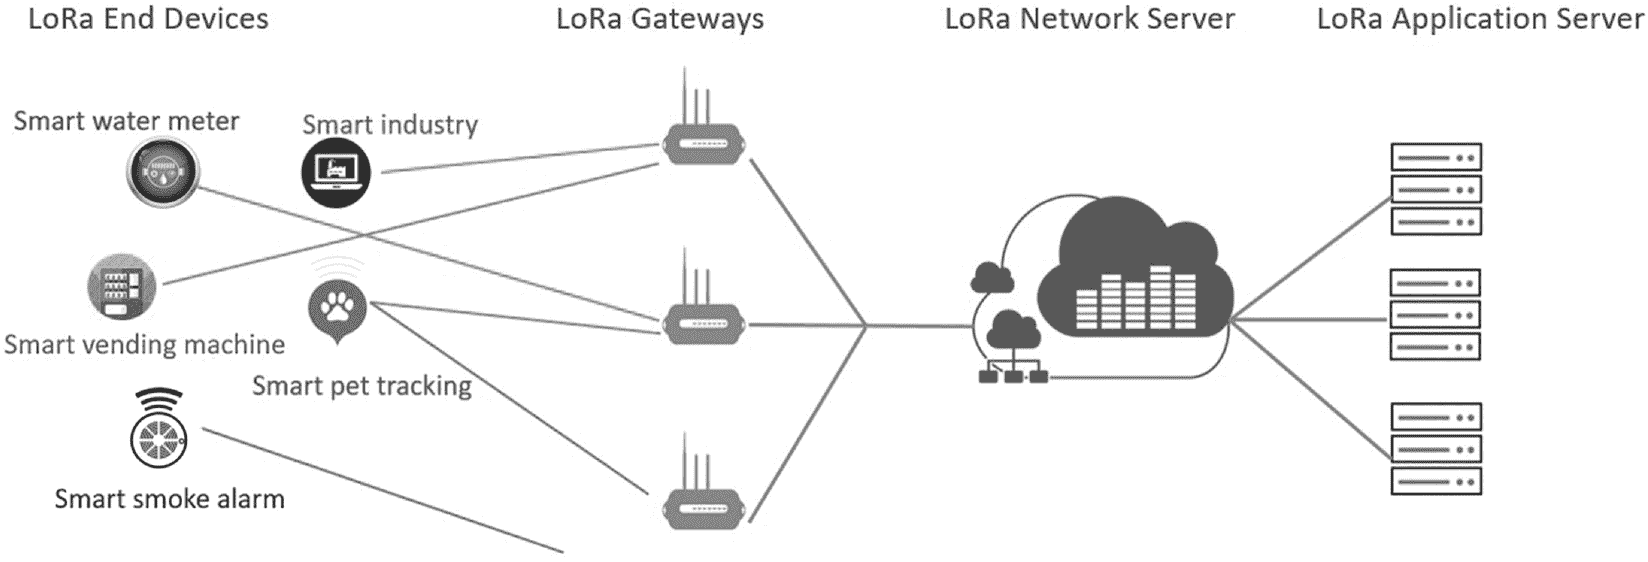 LoRa End Devices
LoRa Gateways
LoRa Network Server
LoRa Application Server
Smart water meter
Smart industry
Smart vending machine
Smart pet tracking
Smart smoke alarm